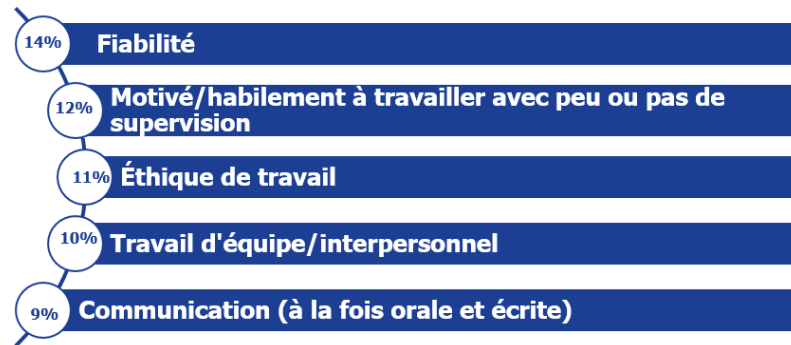 14% Fiabilité
12% Motivé/habilement à travailler avec peu ou pas de
supervision
11% Éthique de travail
10% Travail d'équipe/interpersonnel
9% Communication (à la fois orale et écrite)